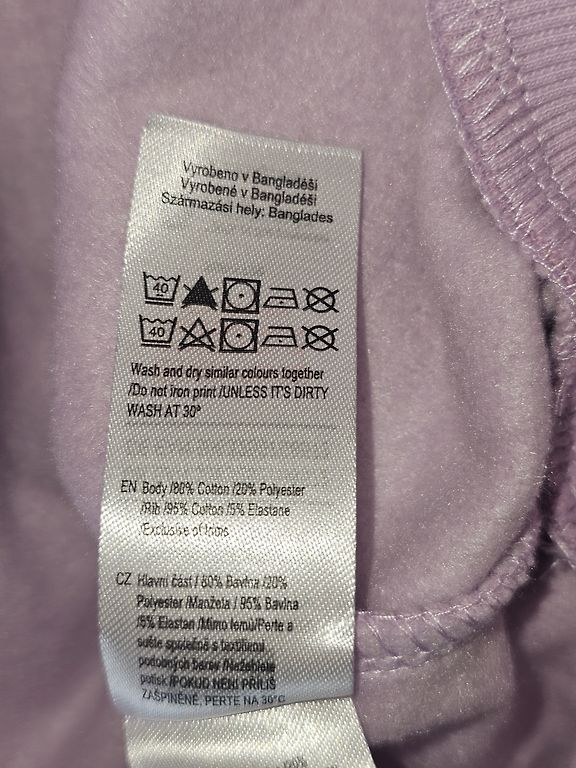 Vyrobeno v Bangladéši
Vyrobené v Bangladéši
Származási hely: Banglades
40
40
Wash and dry similar colours together
/Do not iron print /UNLESS IT'S DIRTY
WASH AT 30º
EN Body /80% Cotton /20% Polyester
/Rib /95% Cotton /5% Elastane
/Exclusive of trims
CZ Hlavní část / 80% Bavlna /20%
Polyester /Manžeta / 95% Bavlna
/5% Elastan /Mimo lemů/Perte a
sušte společně s textiliemi
podobných barev /Nežehlete
potisk /POKUD NENÍ PŘÍLIŠ
ZAŠPINĚNÉ, PERTE NA 30°C